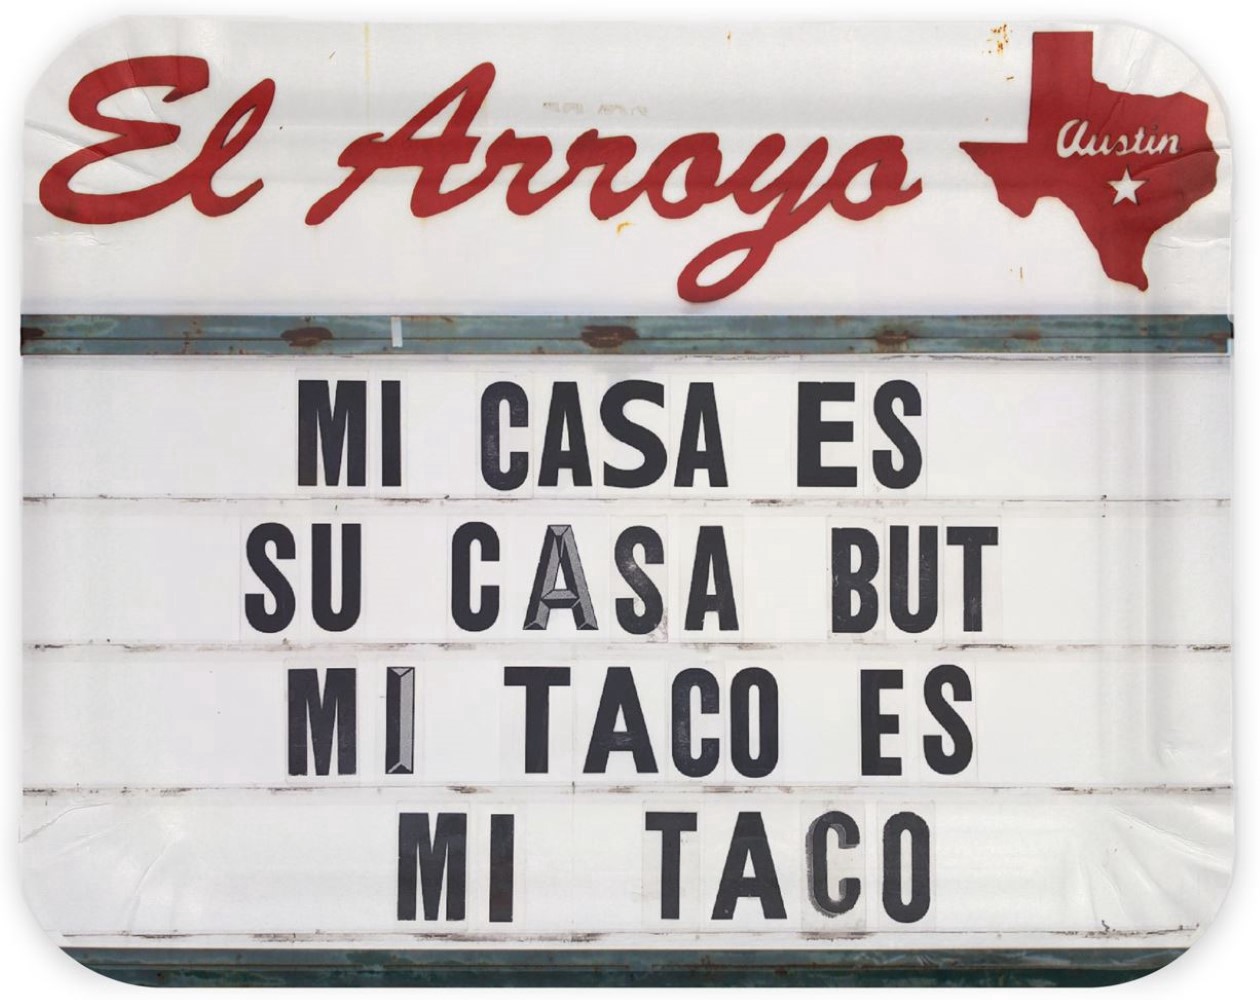 El Arroyo
Austin
MI CASA ES
SU CASA BUT
MI TACO ES
MI TACO